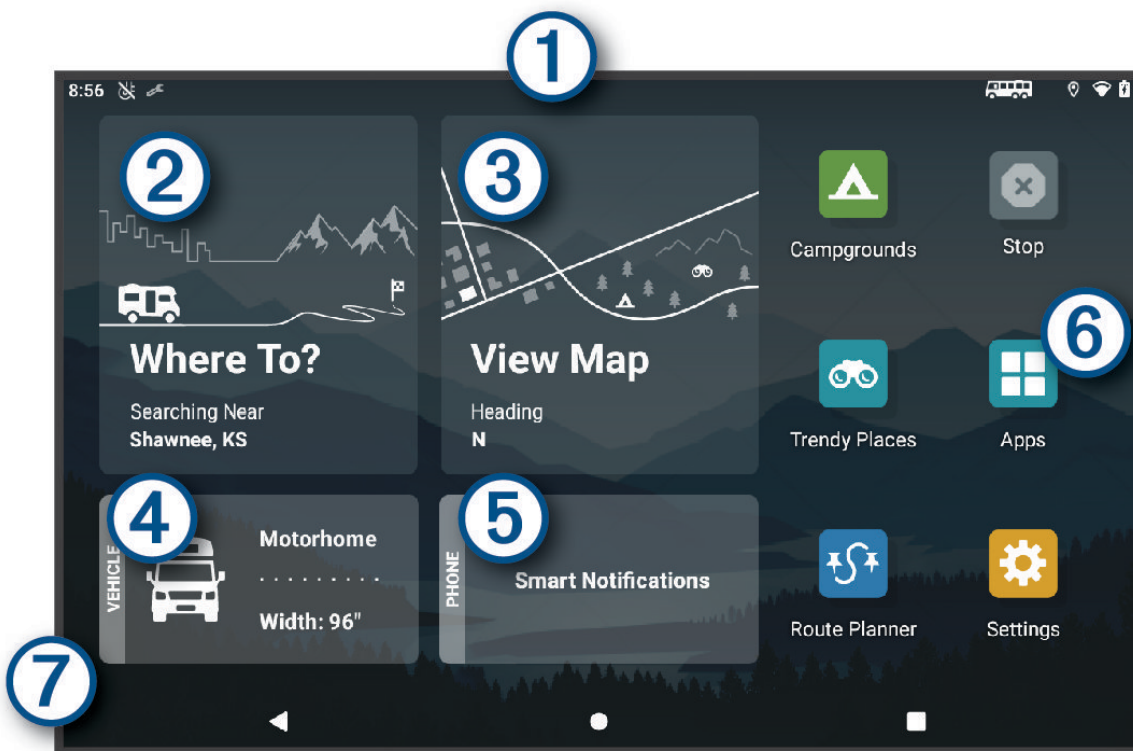 1
8:56
2
3
Campgrounds
Stop
Where To?
Searching Near
Shawnee, KS
View Map
Heading
N
6
Trendy Places
Apps
4
VEHICLE
Motorhome
. . . . . . . . .
Width: 96"
5
PHONE
Smart Notifications
Route Planner
Settings
7